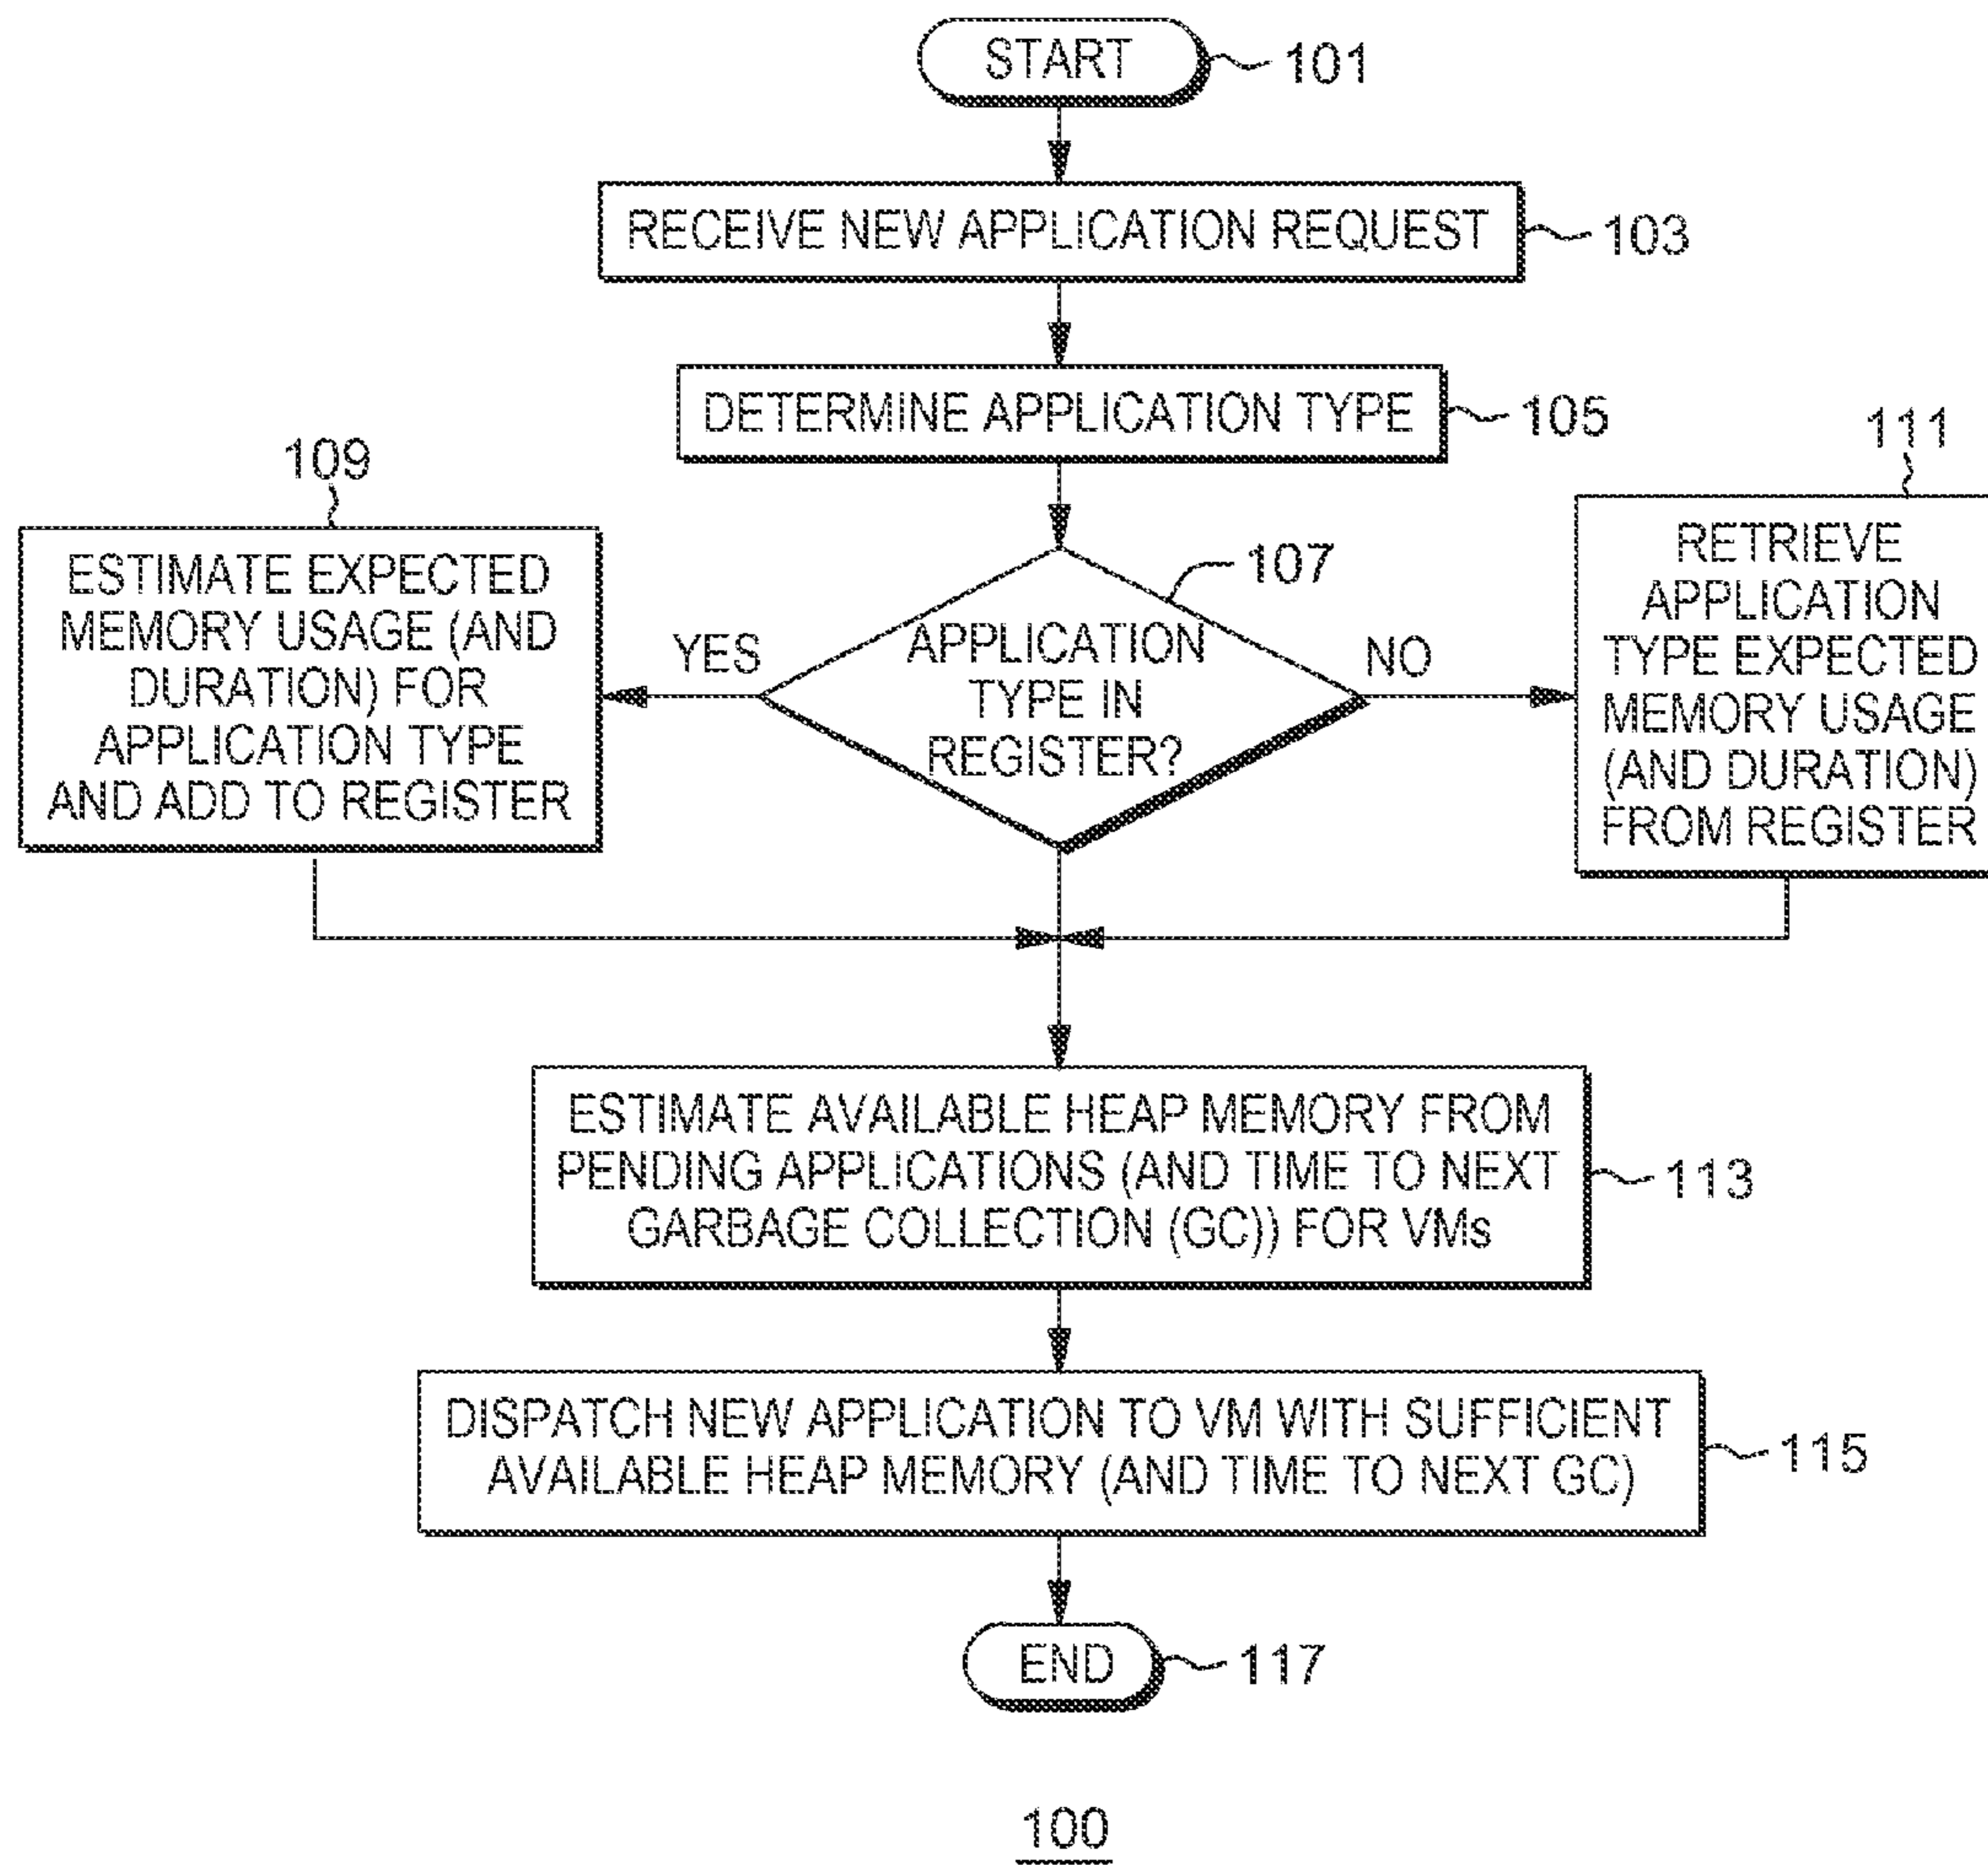 START
101
RECEIVE NEW APPLICATION REQUEST
103
DETERMINE APPLICATION TYPE
105
109
ESTIMATE EXPECTED
MEMORY USAGE (AND
DURATION) FOR
APPLICATION TYPE
AND ADD TO REGISTER
YES
107
APPLICATION
TYPE IN
REGISTER?
NO
111
RETRIEVE
APPLICATION
TYPE EXPECTED
MEMORY USAGE
(AND DURATION)
FROM REGISTER
ESTIMATE AVAILABLE HEAP MEMORY FROM
PENDING APPLICATIONS (AND TIME TO NEXT
GARBAGE COLLECTION (GC)) FOR VMs
113
DISPATCH NEW APPLICATION TO VM WITH SUFFICIENT
AVAILABLE HEAP MEMORY (AND TIME TO NEXT GC)
115
END
117
100